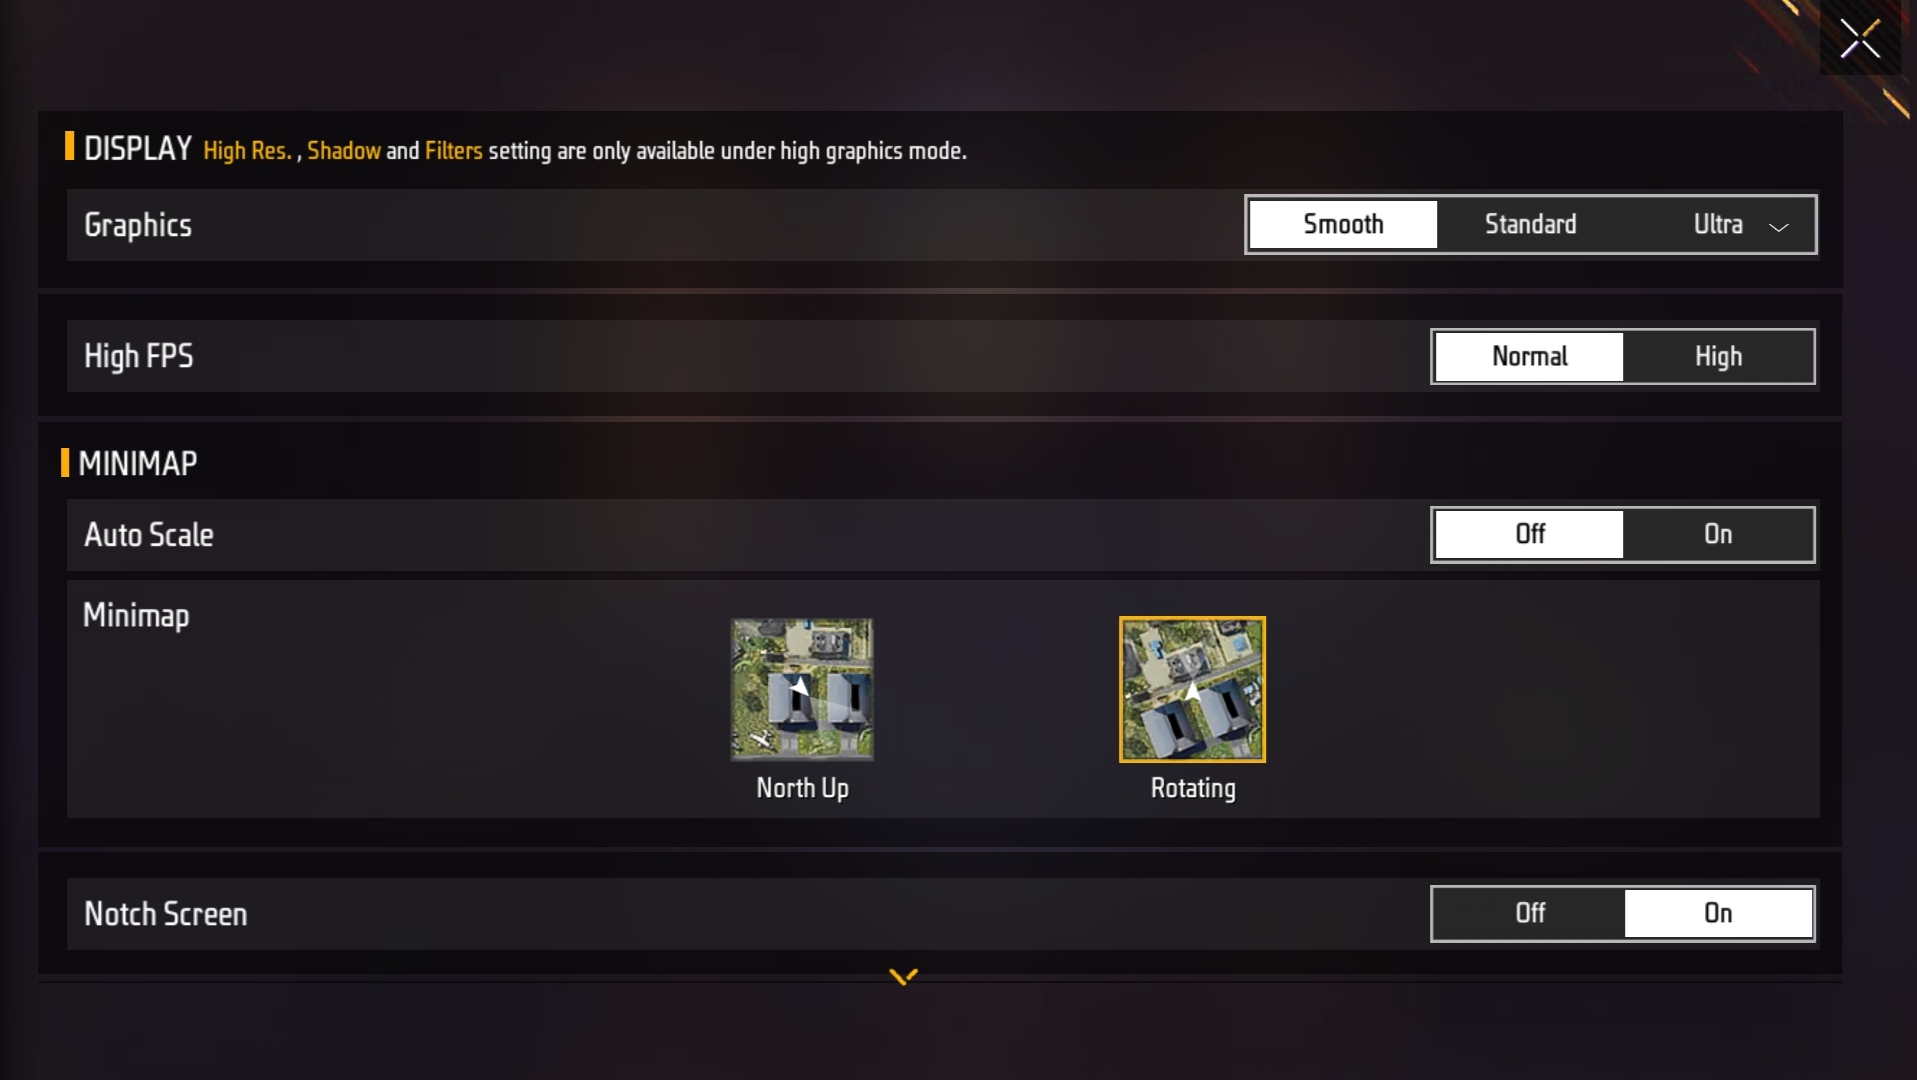 DISPLAY High Res. , Shadow and Filters setting are only available under high graphics mode.
Graphics Smooth Standard Ultra
High FPS Normal High
MINIMAP
Auto Scale Off On
Minimap
North Up Rotating
Notch Screen Off On